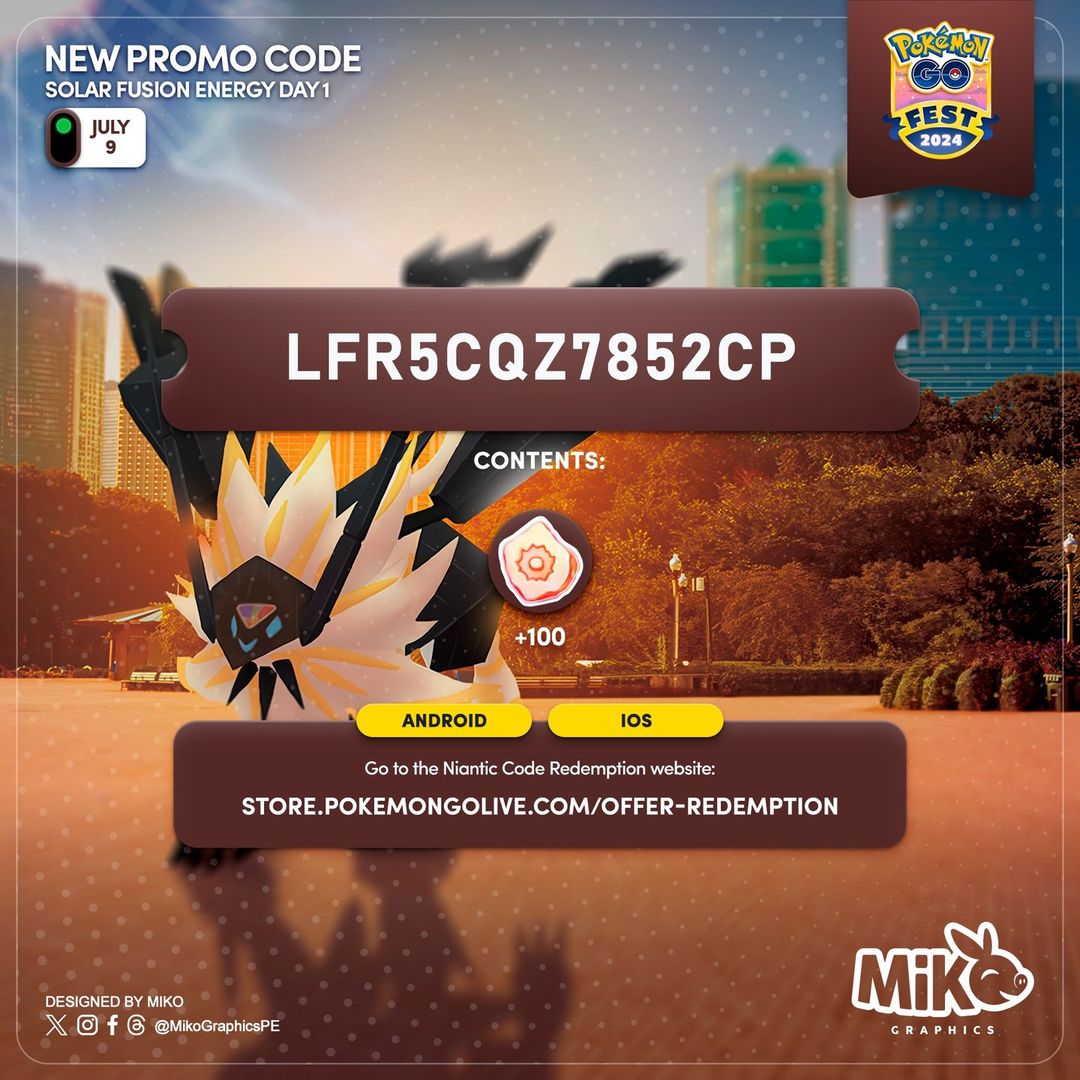 NEW PROMO CODE
SOLAR FUSION ENERGY DAY 1
JULY
9
Pokémon
GO
FEST
2024
LFR5CQZ7852CP
CONTENTS:
+100
ANDROID
IOS
Go to the Niantic Code Redemption website:
STORE.POKEMONGOLIVE.COM/OFFER-REDEMPTION
DESIGNED BY MIKO
@MikoGraphicsPE
MiKO
GRAPHICS